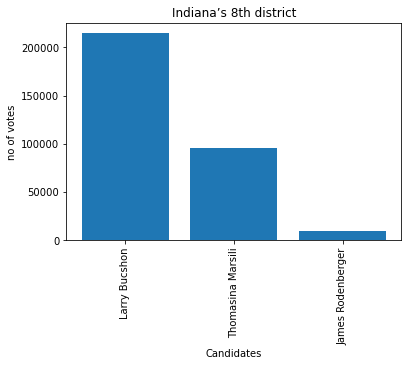 Indiana’s 8th district
no of votes
200000
150000
100000
50000
0
Larry Bucshon
Thomasina Marsili
James Rodenberger
Candidates